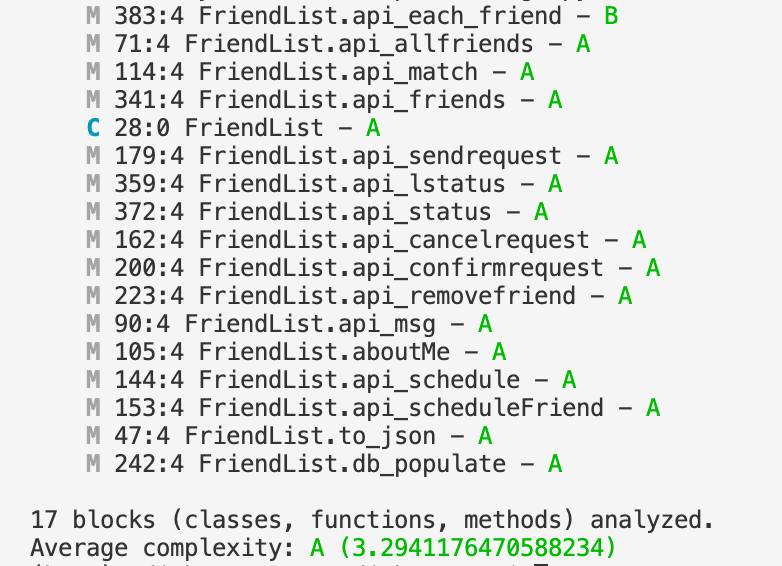 M 383:4 FriendList.api_each_friend - B
M 71:4 FriendList.api_allfriends - A
M 114:4 FriendList.api_match - A
M 341:4 FriendList.api_friends - A
C 28:0 FriendList - A
M 179:4 FriendList.api_sendrequest - A
M 359:4 FriendList.api_lstatus - A
M 372:4 FriendList.api_status - A
M 162:4 FriendList.api_cancelrequest - A
M 200:4 FriendList.api_confirmrequest - A
M 223:4 FriendList.api_removefriend - A
M 90:4 FriendList.api_msg - A
M 105:4 FriendList.aboutMe - A
M 144:4 FriendList.api_schedule - A
M 153:4 FriendList.api_scheduleFriend - A
M 47:4 FriendList.to_json - A
M 242:4 FriendList.db_populate - A
17 blocks (classes, functions, methods) analyzed.
Average complexity: A (3.2941176470588234)